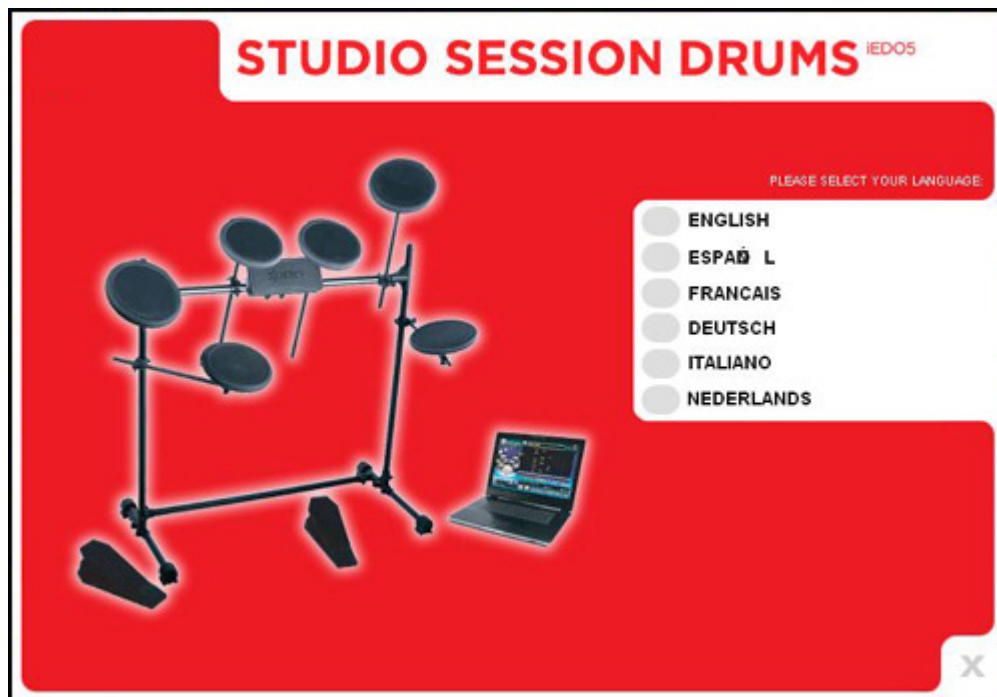 STUDIO SESSION DRUMS iED05
PLEASE SELECT YOUR LANGUAGE:
ENGLISH
FRANCAIS
DEUTSCH
ITALIANO
NEDERLANDS
X